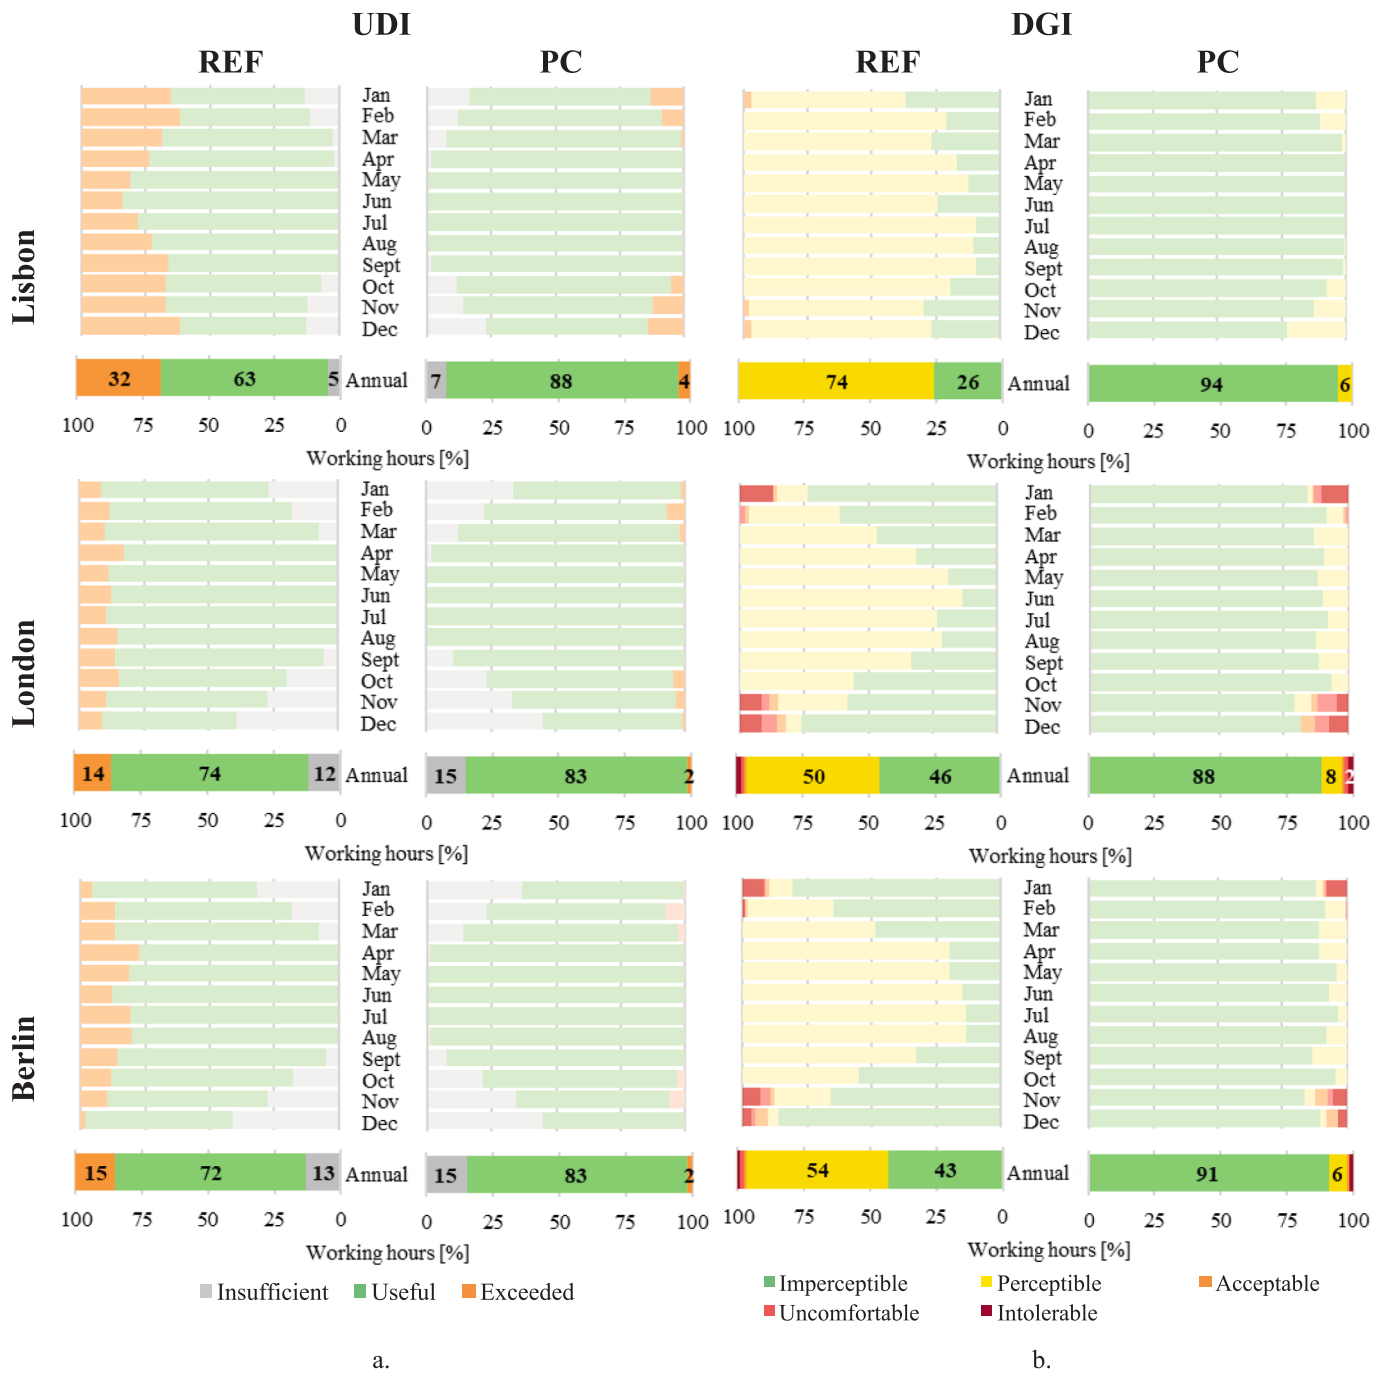 UDI DGI
REF PC REF PC
Lisbon
Jan Jan
Feb Feb
Mar Mar
Apr Apr
May May
Jun Jun
Jul Jul
Aug Aug
Sept Sept
Oct Oct
Nov Nov
Dec Dec
32 63 5 Annual 7 88 4 74 26 Annual 94 6
100 75 50 25 0 0 25 50 75 100 100 75 50 25 0 0 25 50 75 100
Working hours [%] Working hours [%]
London
Jan Jan
Feb Feb
Mar Mar
Apr Apr
May May
Jun Jun
Jul Jul
Aug Aug
Sept Sept
Oct Oct
Nov Nov
Dec Dec
14 74 12 Annual 15 83 2 50 46 Annual 88 8 2
100 75 50 25 0 0 25 50 75 100 100 75 50 25 0 0 25 50 75 100
Working hours [%] Working hours [%]
Berlin
Jan Jan
Feb Feb
Mar Mar
Apr Apr
May May
Jun Jun
Jul Jul
Aug Aug
Sept Sept
Oct Oct
Nov Nov
Dec Dec
15 72 13 Annual 15 83 2 54 43 Annual 91 6
100 75 50 25 0 0 25 50 75 100 100 75 50 25 0 0 25 50 75 100
Working hours [%] Working hours [%]
Insufficient Useful Exceeded
Imperceptible Perceptible Acceptable
Uncomfortable Intolerable
a. b.